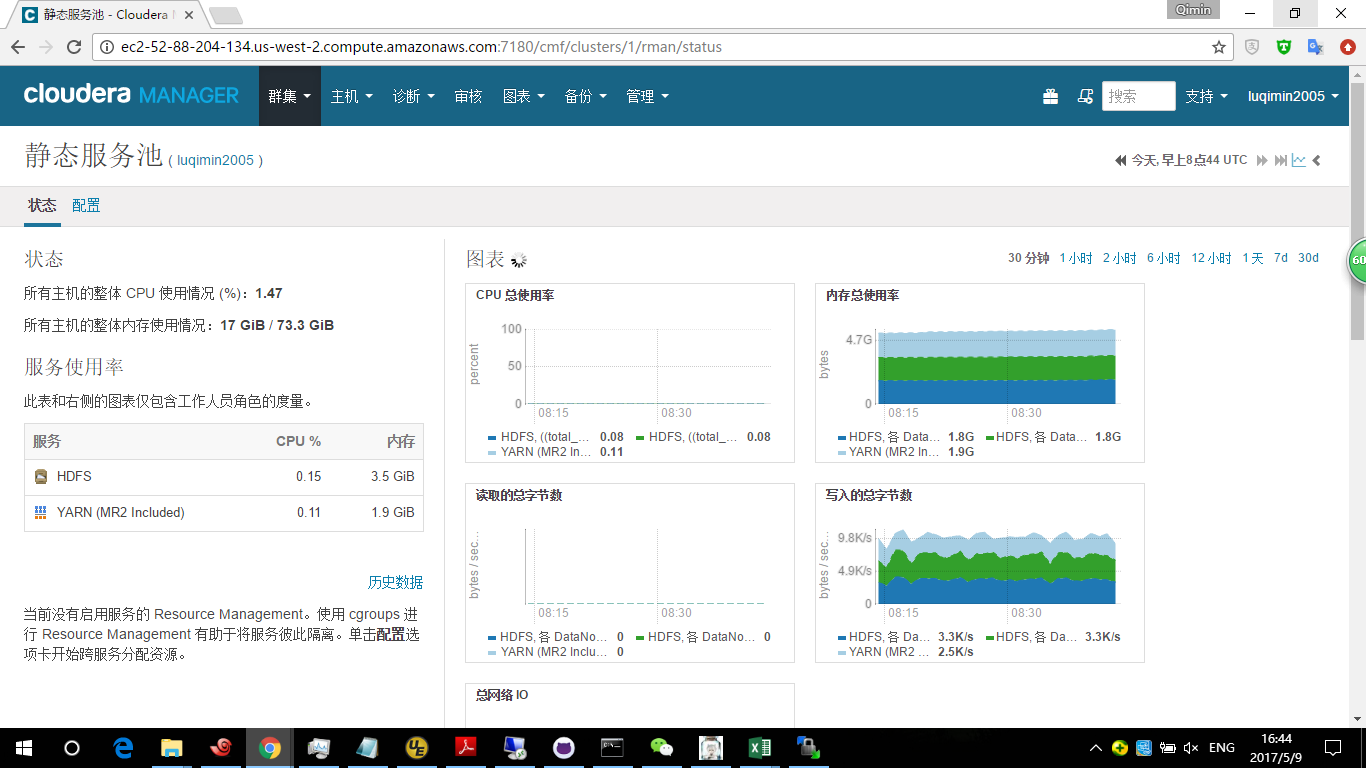 静态服务池 - Cloudera
Qimin
ec2-52-88-204-134.us-west-2.compute.amazonaws.com:7180/cmf/clusters/1/rman/status
cloudera MANAGER 群集 主机 诊断 审核 图表 备份 管理 搜索 支持 luqimin2005
静态服务池 ( luqimin2005 ) 今天, 早上8点44 UTC
状态 配置
状态
所有主机的整体 CPU 使用情况 (%)：1.47
所有主机的整体内存使用情况：17 GiB / 73.3 GiB
服务使用率
此表和右侧的图表仅包含工作人员角色的度量。
服务 CPU % 内存
HDFS 0.15 3.5 GiB
YARN (MR2 Included) 0.11 1.9 GiB
历史数据
当前没有启用服务的 Resource Management。使用 cgroups 进
行 Resource Management 有助于将服务彼此隔离。单击配置选
项卡开始跨服务分配资源。
图表 30 分钟 1 小时 2 小时 6 小时 12 小时 1 天 7d 30d
60
CPU 总使用率
percent
100
50
0
08:15 08:30
HDFS, ((total_... 0.08 HDFS, ((total_... 0.08
YARN (MR2 In... 0.11
内存总使用率
bytes
4.7G
0
08:15 08:30
HDFS, 各 Data... 1.8G HDFS, 各 Data... 1.8G
YARN (MR2 In... 1.9G
读取的总字节数
bytes / sec...
0
08:15 08:30
HDFS, 各 DataNo... 0 HDFS, 各 DataNo... 0
YARN (MR2 Inclu... 0
写入的总字节数
bytes / sec...
9.8K/s
4.9K/s
0
08:15 08:30
HDFS, 各 Da... 3.3K/s HDFS, 各 Da... 3.3K/s
YARN (MR2 ... 2.5K/s
总网络 IO
ENG
16:44
2017/5/9